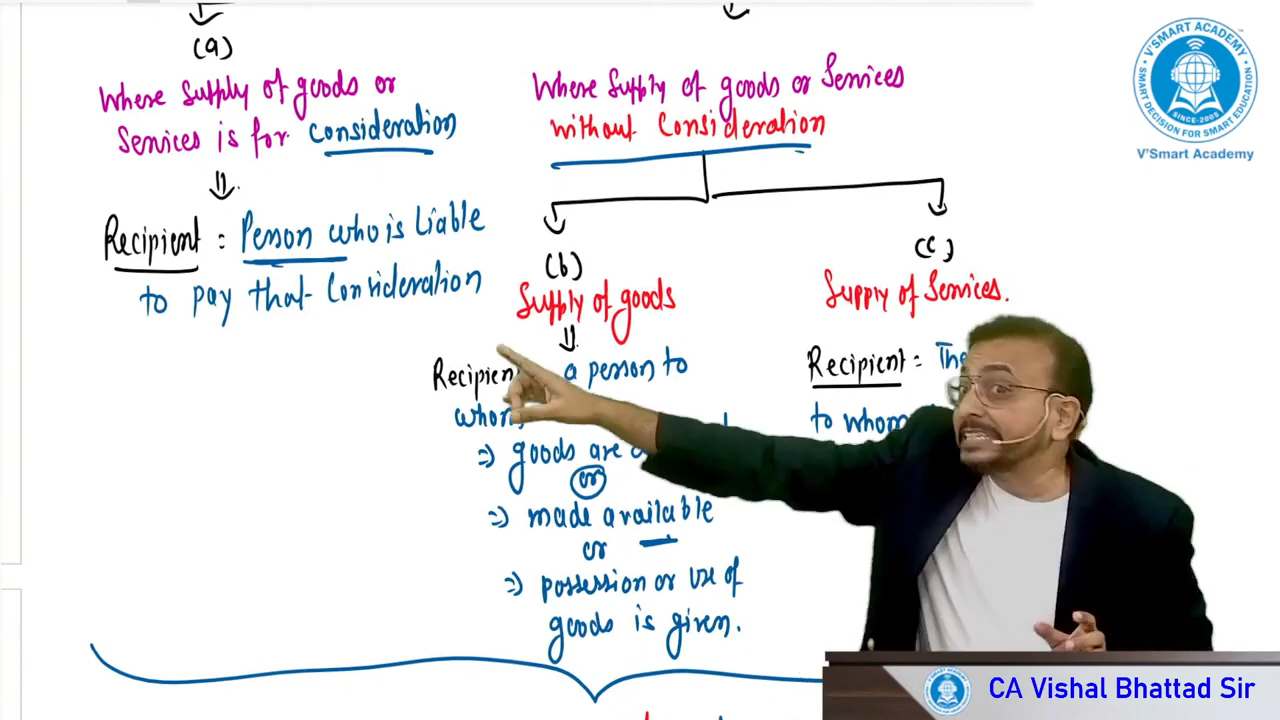 (a)
Where Supply of goods or
Services is for consideration
Recipient : Person who is Liable
to pay that Consideration
Where Supply of goods or Services
without Consideration
(b)
Supply of goods
Recipien
a person to
whom
goods are
or
made available
or
possession or use of
goods is given.
(c)
Supply of Services.
Recipient = The
to whom
V'SMART ACADEMY
SMART DECISION FOR SMART EDUCATION
SINCE-2005
V'Smart Academy
CA Vishal Bhattad Sir